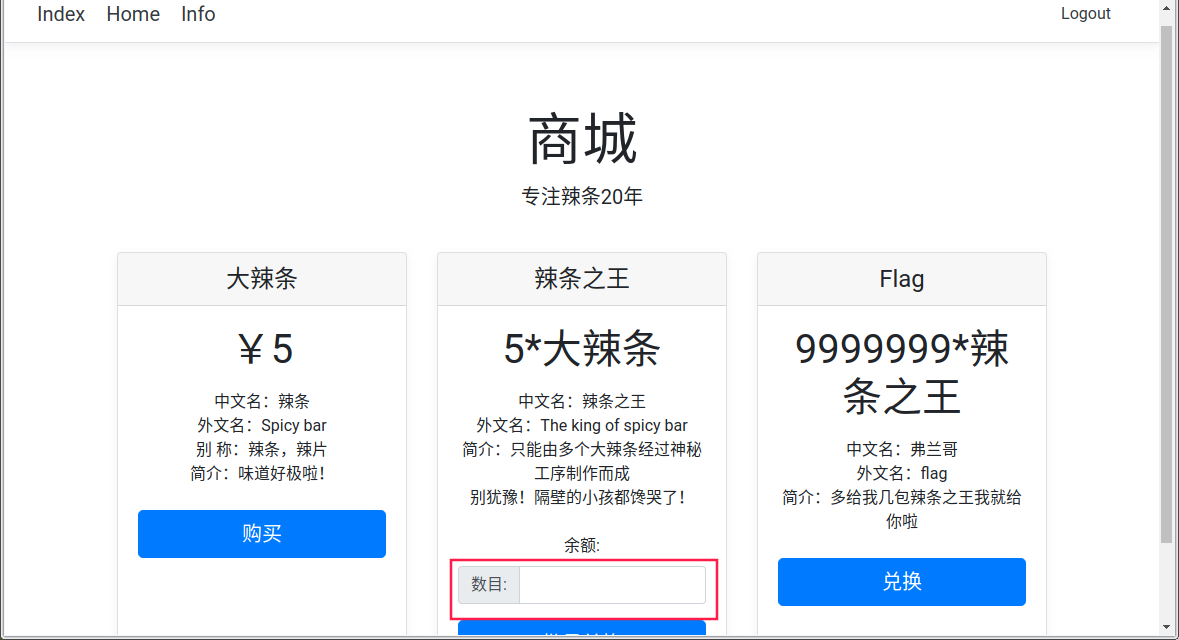 Index Home Info Logout
商城
专注辣条20年
大辣条
￥5
中文名：辣条
外文名：Spicy bar
别 称：辣条，辣片
简介：味道好极啦！
购买
辣条之王
5*大辣条
中文名：辣条之王
外文名：The king of spicy bar
简介：只能由多个大辣条经过神秘
工序制作而成
别犹豫！隔壁的小孩都馋哭了！
余额:
数目:
Flag
9999999*辣
条之王
中文名：弗兰哥
外文名：flag
简介：多给我几包辣条之王我就给
你啦
兑换